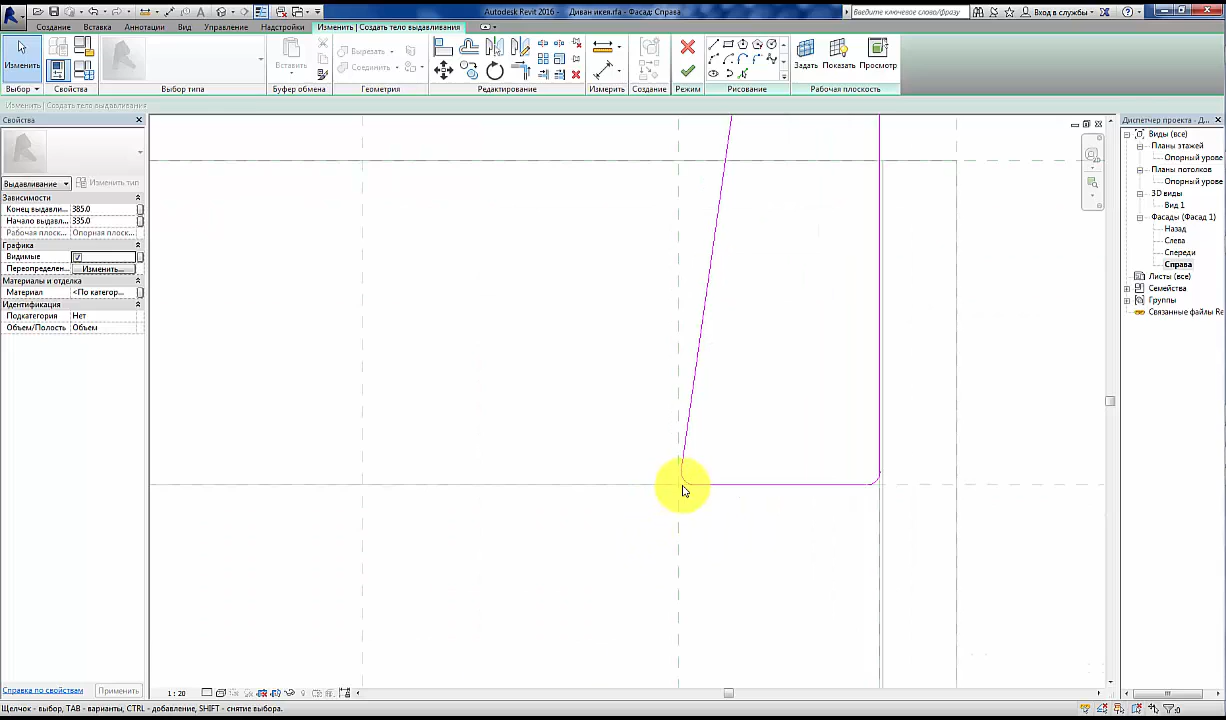 Autodesk Revit 2016 - Диван икея.rfa - Фасад: Справа
Введите ключевое слово/фразу
Вход в службы
Создание Вставка Аннотации Вид Управление Надстройки Изменить | Создать тело выдавливания
Изменить
Вставить
Вырезать
Соединить
Измерить
Создание
Задать Показать Просмотр
Выбор Свойства Выбор типа Буфер обмена Геометрия Редактирование Измерить Создание Режим Рисование Рабочая плоскость
Изменить | Создать тело выдавливания
Свойства
Выдавливание Изменить тип
Зависимости
Конец выдавли... 385.0
Начало выдавл... 335.0
Рабочая плоск... Опорная плоск...
Графика
Видимые
Переопределен... Изменить...
Материалы и отделка
Материал <По категор...
Идентификация
Подкатегория Нет
Объем/Полость Объем
Справка по свойствам Применить
Диспетчер проекта - Д...
Виды (все)
Планы этажей
Опорный урове
Планы потолков
Опорный урове
3D виды
Вид 1
Фасады (Фасад 1)
Назад
Слева
Спереди
Справа
Листы (все)
Семейства
Группы
Связанные файлы Re
1 : 20
Щелчок - выбор, TAB - варианты, CTRL - добавление, SHIFT - снятие выбора.
:0